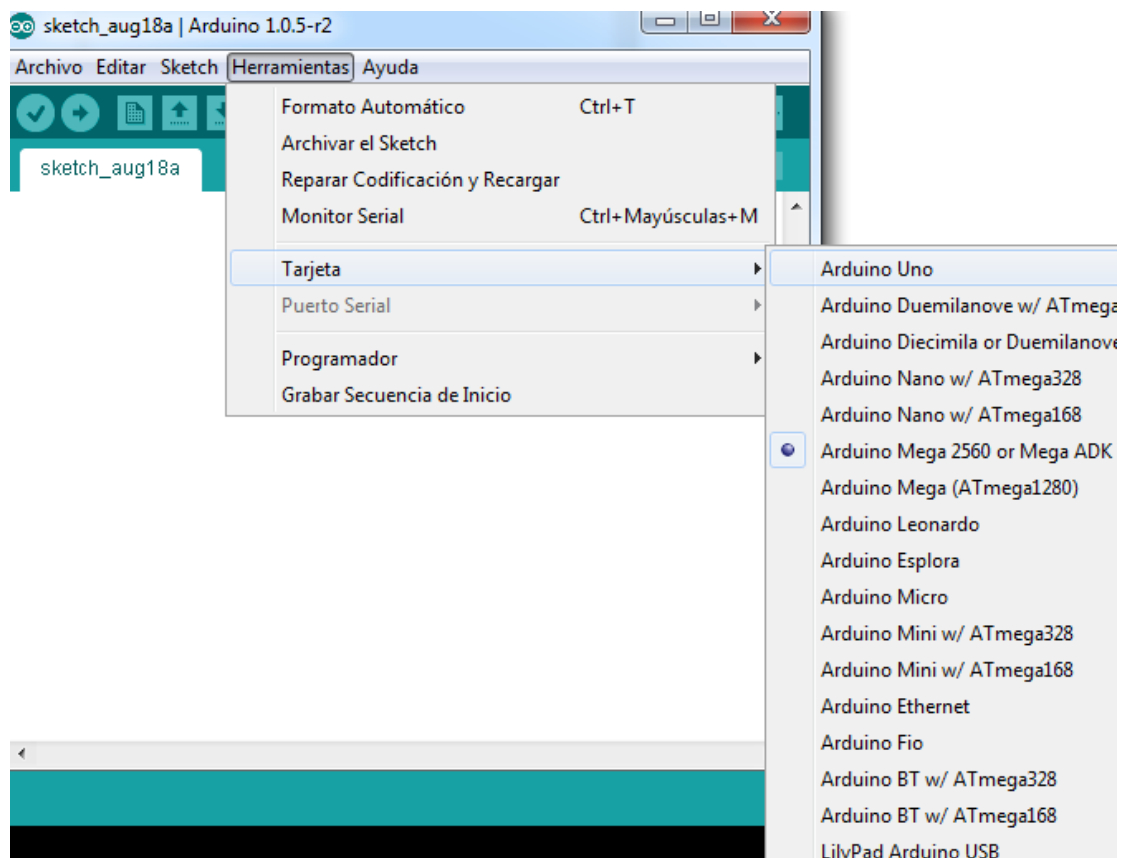 sketch_aug18a | Arduino 1.0.5-r2
Archivo Editar Sketch Herramientas Ayuda
sketch_aug18a
Formato Automático Ctrl+T
Archivar el Sketch
Reparar Codificación y Recargar
Monitor Serial Ctrl+Mayúsculas+M
Tarjeta
Puerto Serial
Programador
Grabar Secuencia de Inicio
Arduino Uno
Arduino Duemilanove w/ ATmega
Arduino Diecimila or Duemilanove
Arduino Nano w/ ATmega328
Arduino Nano w/ ATmega168
Arduino Mega 2560 or Mega ADK
Arduino Mega (ATmega1280)
Arduino Leonardo
Arduino Esplora
Arduino Micro
Arduino Mini w/ ATmega328
Arduino Mini w/ ATmega168
Arduino Ethernet
Arduino Fio
Arduino BT w/ ATmega328
Arduino BT w/ ATmega168
LilyPad Arduino USB